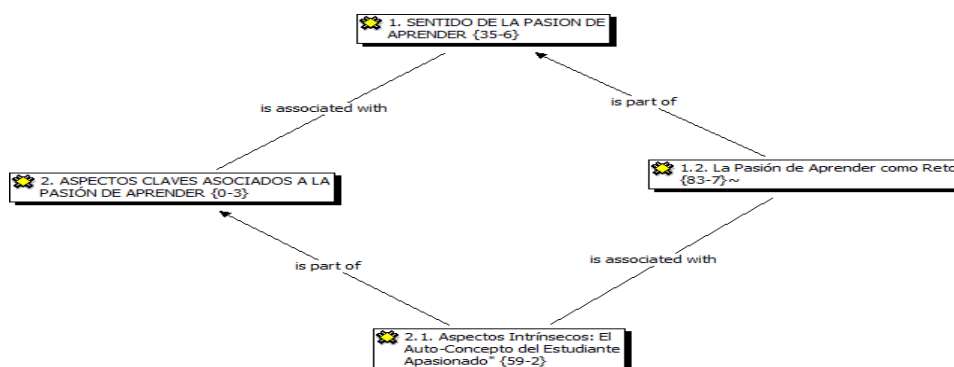 1. SENTIDO DE LA PASION DE
APRENDER {35-6}
is associated with
is part of
2. ASPECTOS CLAVES ASOCIADOS A LA
PASIÓN DE APRENDER {0-3}
1.2. La Pasión de Aprender como Reto
{83-7}~
is part of
is associated with
2.1. Aspectos Intrínsecos: El
Auto-Concepto del Estudiante
Apasionado" {59-2}